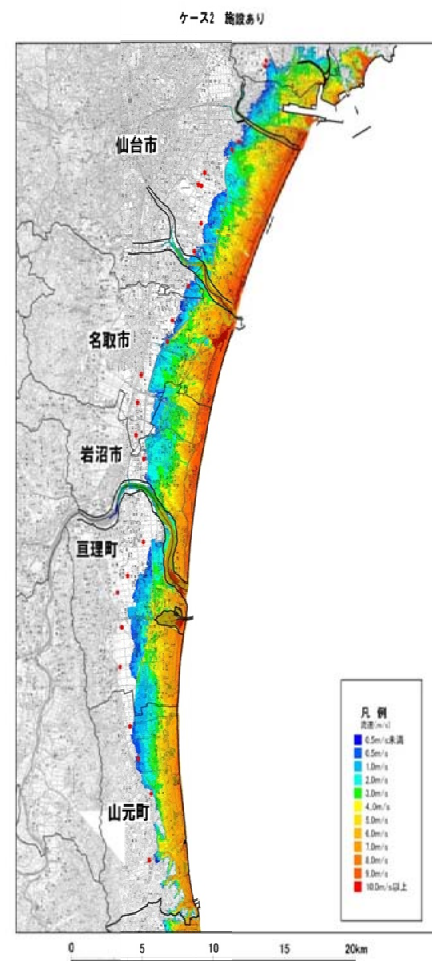 ケース2 施設あり
仙台市
名取市
岩沼市
亘理町
山元町
凡例
流速(m/s)
0.5m/s未満
0.5m/s
1.0m/s
2.0m/s
3.0m/s
4.0m/s
5.0m/s
6.0m/s
7.0m/s
8.0m/s
9.0m/s
10.0m/s以上
0 5 10 15 20km